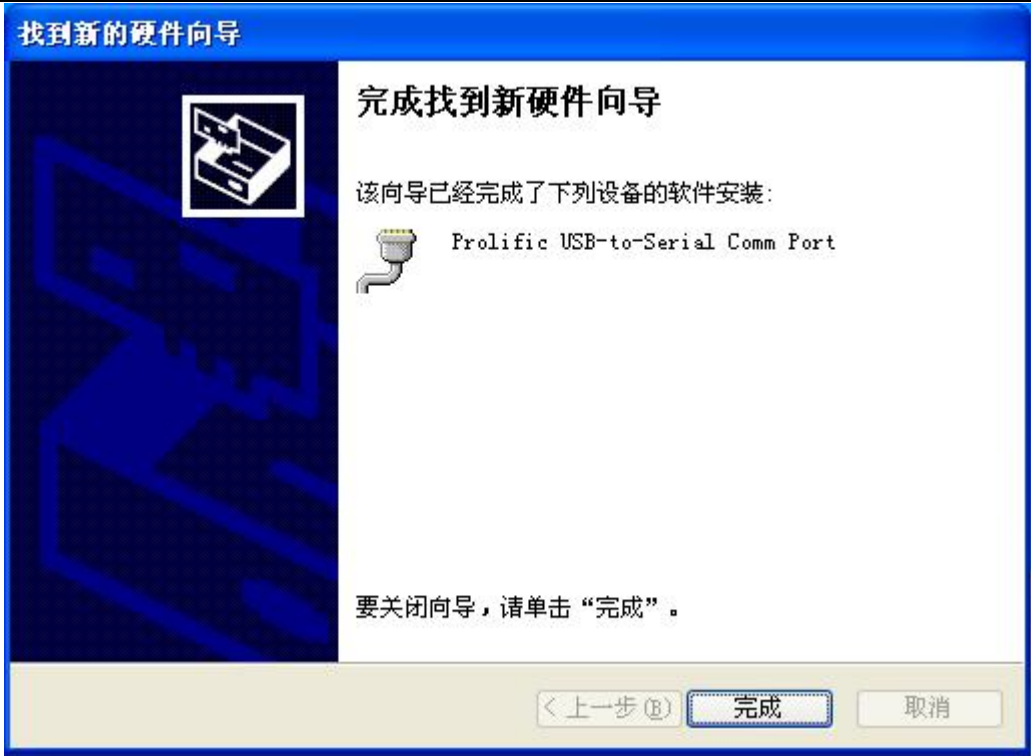 找到新的硬件向导
完成找到新硬件向导
该向导已经完成了下列设备的软件安装:
Prolific USB-to-Serial Comm Port
要关闭向导，请单击“完成”。
< 上一步(B) 完成 取消